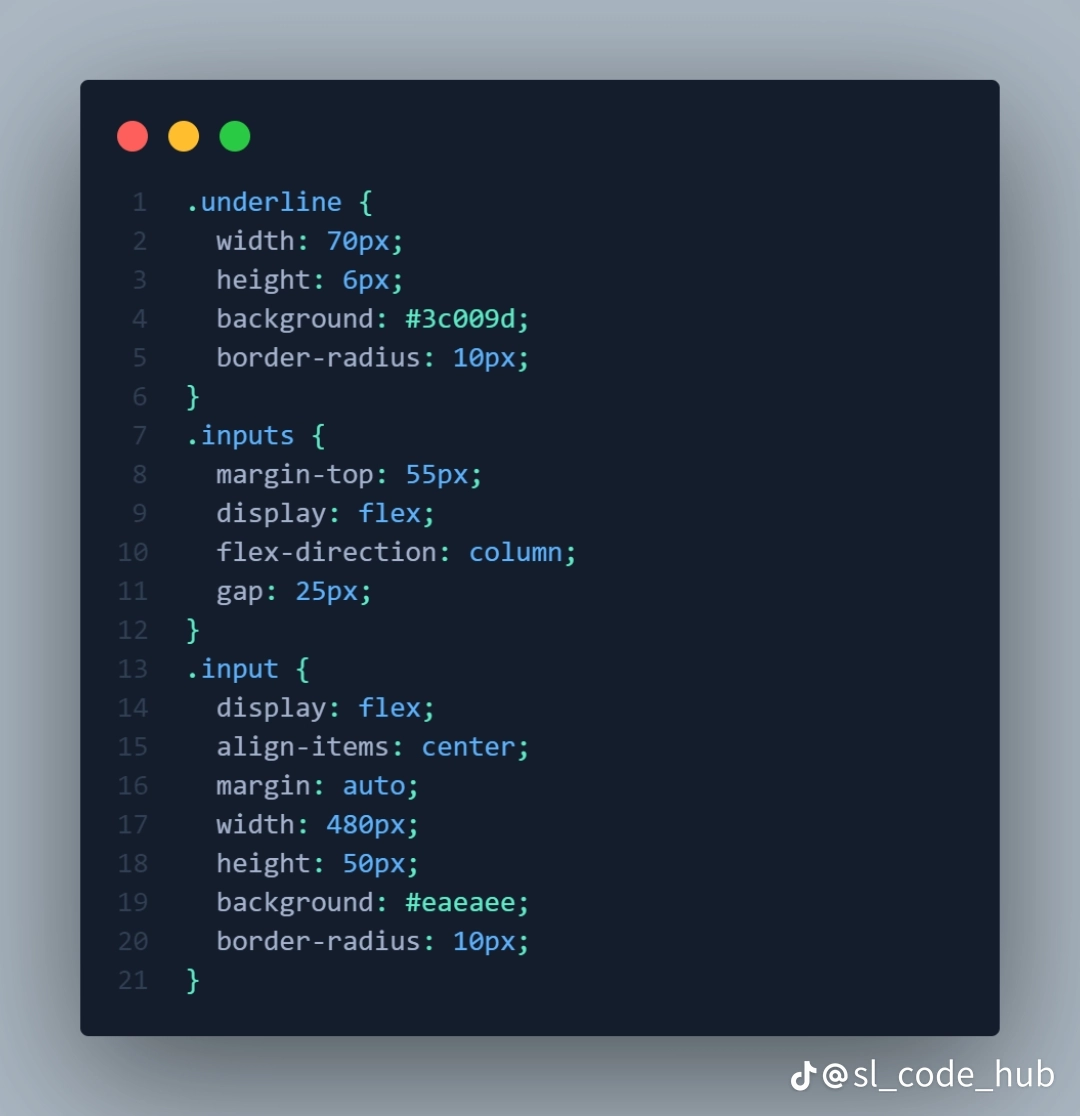 1 .underline {
2   width: 70px;
3   height: 6px;
4   background: #3c009d;
5   border-radius: 10px;
6 }
7 .inputs {
8   margin-top: 55px;
9   display: flex;
10   flex-direction: column;
11   gap: 25px;
12 }
13 .input {
14   display: flex;
15   align-items: center;
16   margin: auto;
17   width: 480px;
18   height: 50px;
19   background: #eaeaee;
20   border-radius: 10px;
21 }
@sl_code_hub